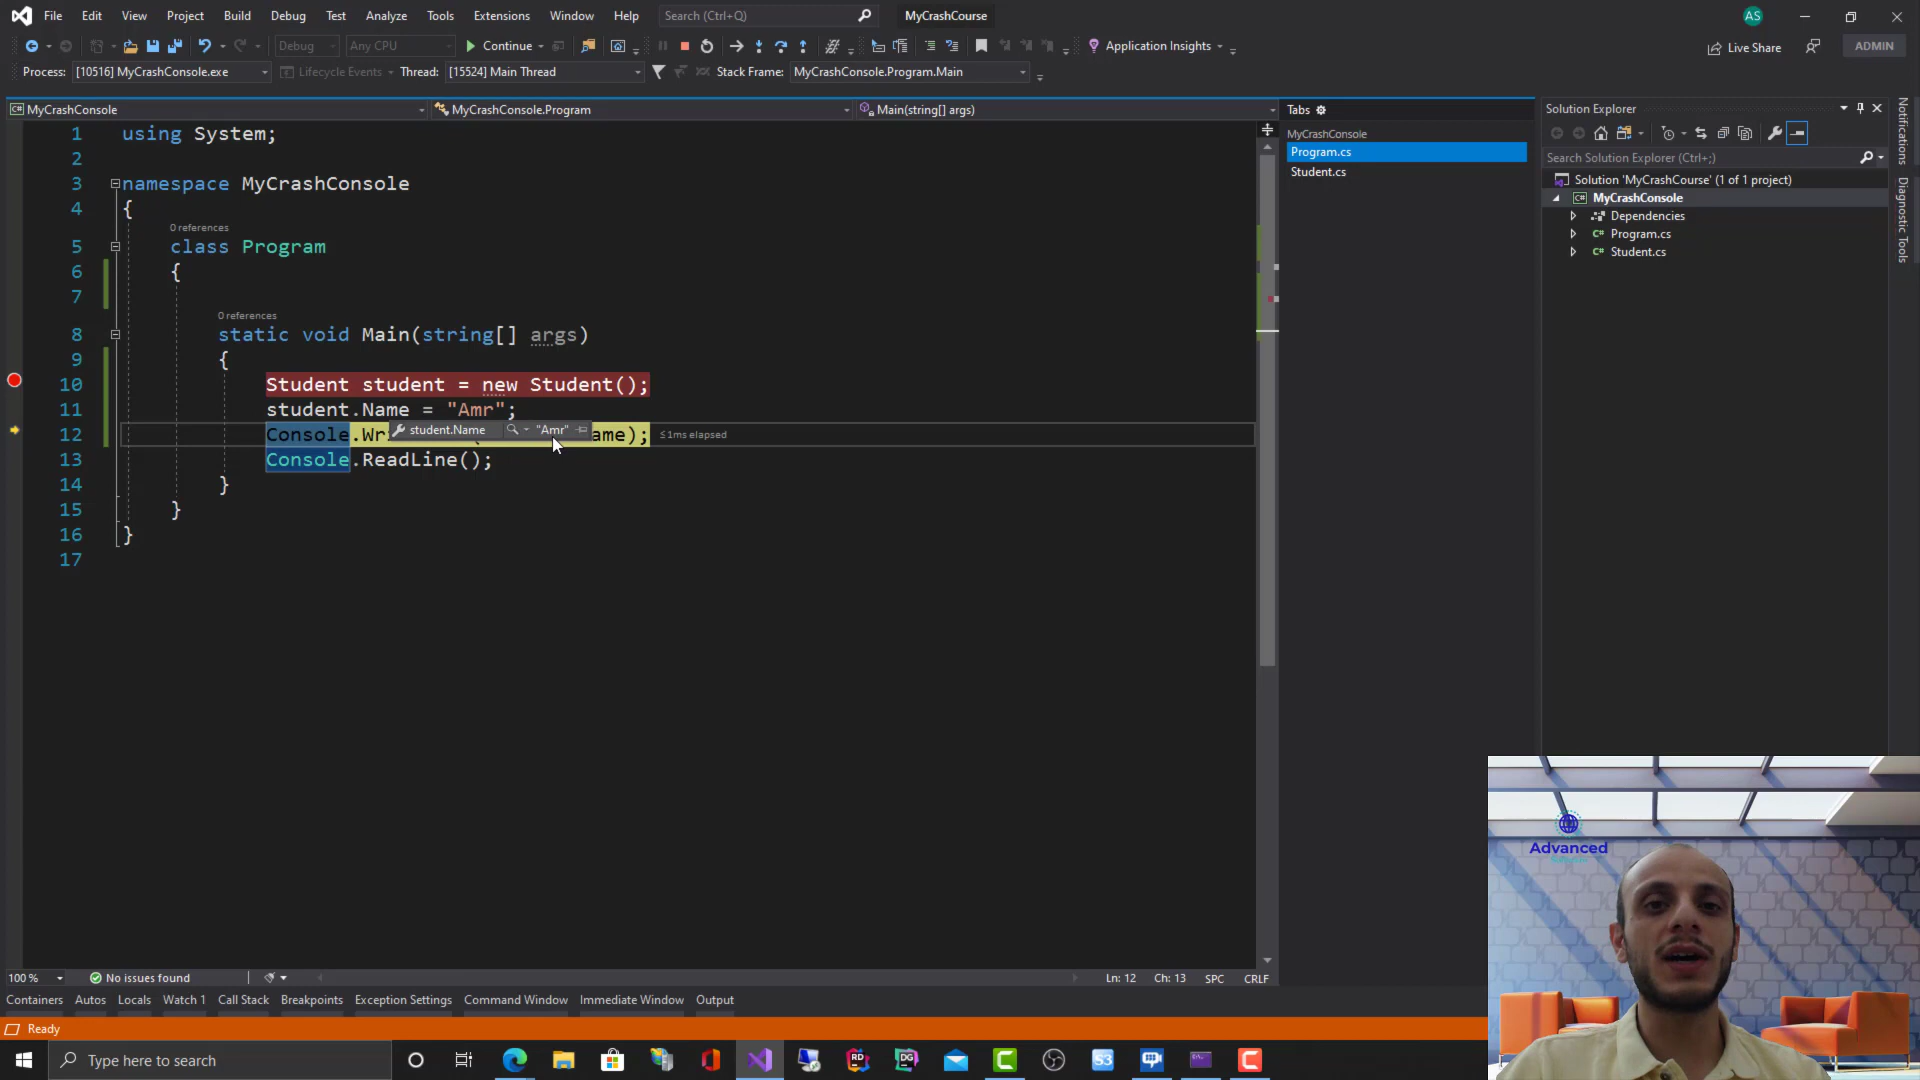 File Edit View Project Build Debug Test Analyze Tools Extensions Window Help Search (Ctrl+Q) MyCrashCourse AS
Debug Any CPU Continue Application Insights Live Share ADMIN
Process: [10516] MyCrashConsole.exe Lifecycle Events Thread: [15524] Main Thread Stack Frame: MyCrashConsole.Program.Main
MyCrashConsole MyCrashConsole.Program Main(string[] args)
1 using System;
2
3 namespace MyCrashConsole
4 {
0 references
5 class Program
6 {
7
0 references
8 static void Main(string[] args)
9 {
10 Student student = new Student();
11 student.Name = "Amr";
student.Name "Amr"
12 Console.Wr ame); ≤1ms elapsed
13 Console.ReadLine();
14 }
15 }
16 }
17
Tabs
MyCrashConsole
Program.cs
Student.cs
Solution Explorer
Search Solution Explorer (Ctrl+;)
Solution 'MyCrashCourse' (1 of 1 project)
MyCrashConsole
Dependencies
Program.cs
Student.cs
Notifications
Diagnostic Tools
Advanced
100 % No issues found Ln: 12 Ch: 13 SPC CRLF
Containers Autos Locals Watch 1 Call Stack Breakpoints Exception Settings Command Window Immediate Window Output
Ready
Type here to search RD DG S3